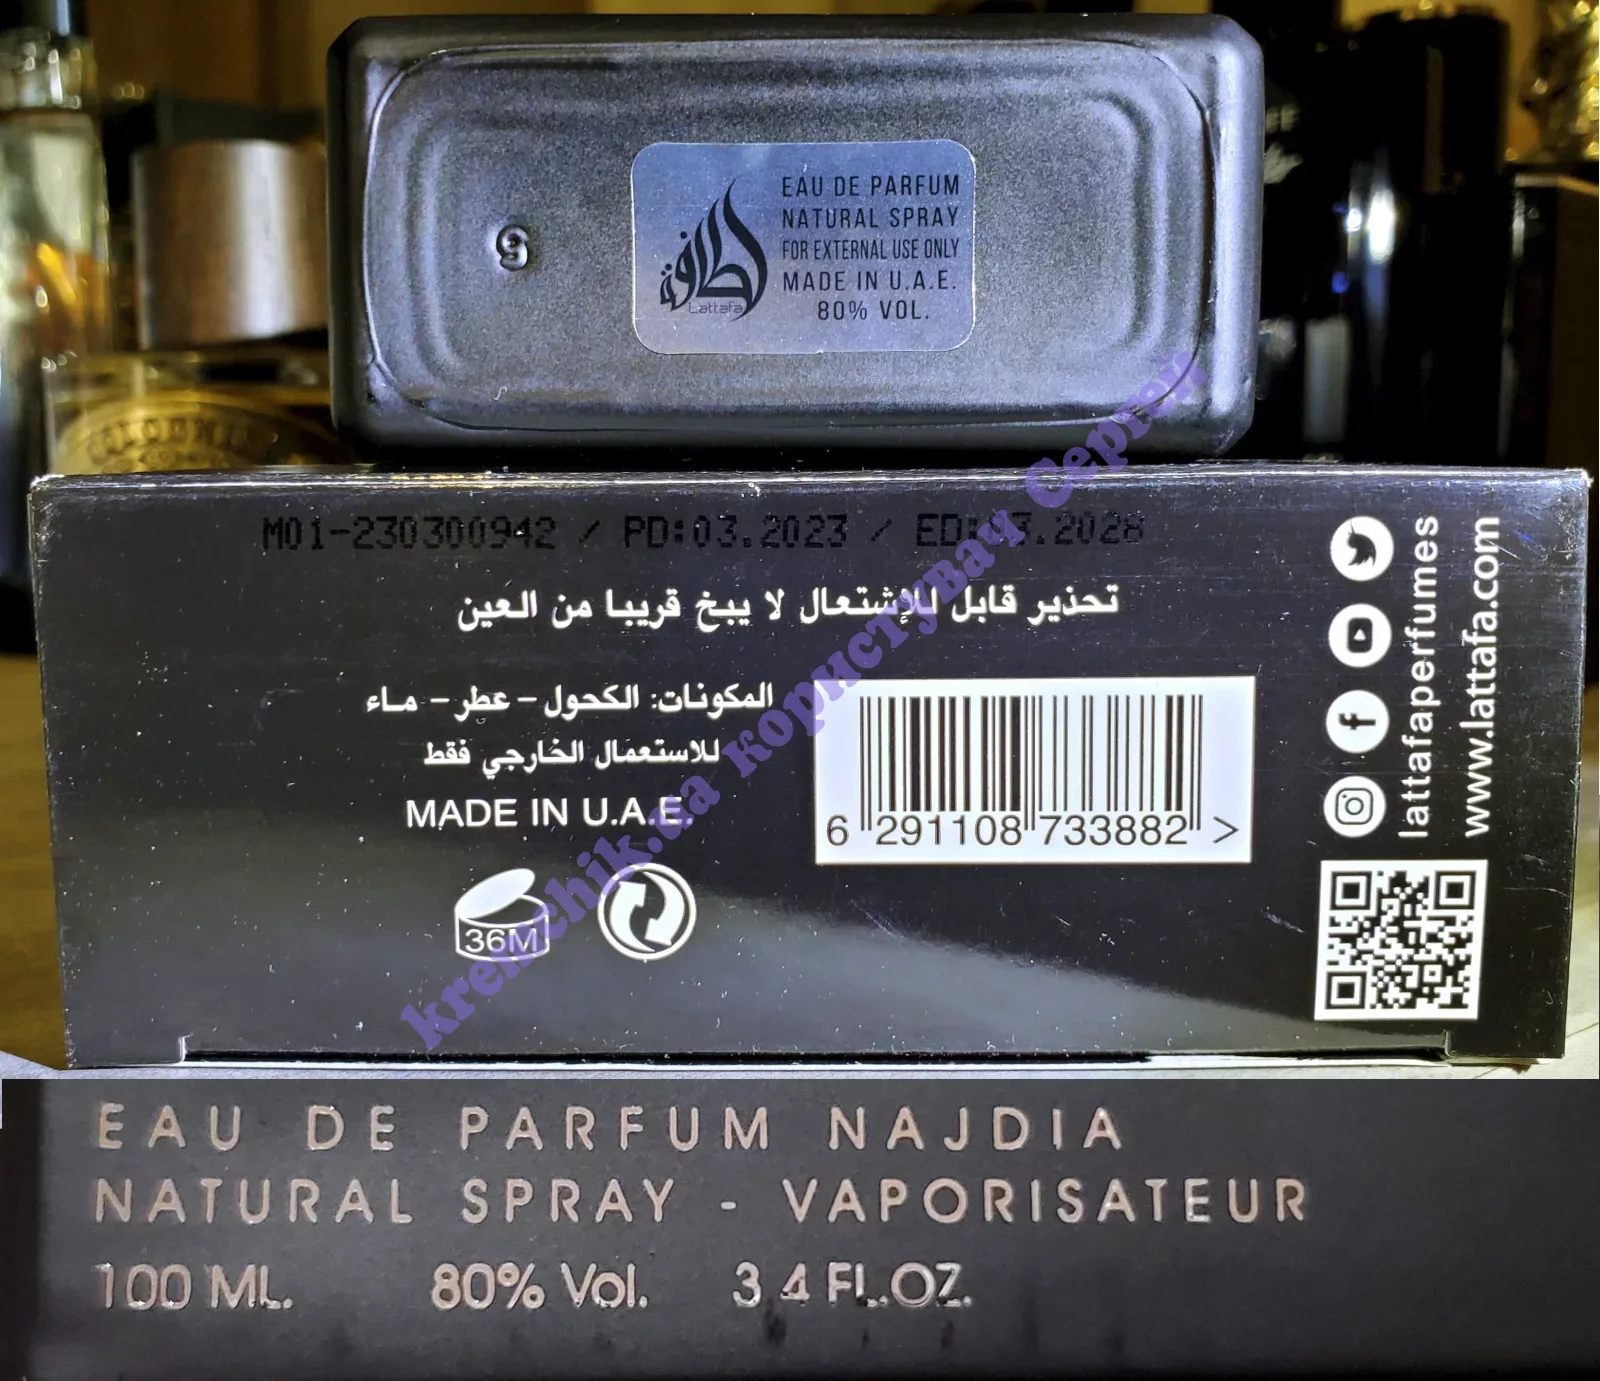 9
لطافة
Lattafa
EAU DE PARFUM
NATURAL SPRAY
FOR EXTERNAL USE ONLY
MADE IN U.A.E.
80% VOL.
COLOGNE
M01-230300942 / PD:03.2023 / ED:03.2028
تحذير قابل للإشتعال لا يبخ قريبا من العين
المكونات: الكحول - عطر - ماء
للاستعمال الخارجي فقط
MADE IN U.A.E.
36M
6 291108 733882 >
lattafaperfumes
www.lattafa.com
kremchik.ua користувач Сергей
EAU DE PARFUM NAJDIA
NATURAL SPRAY - VAPORISATEUR
100 ML. 80% Vol. 3.4 FL.OZ.